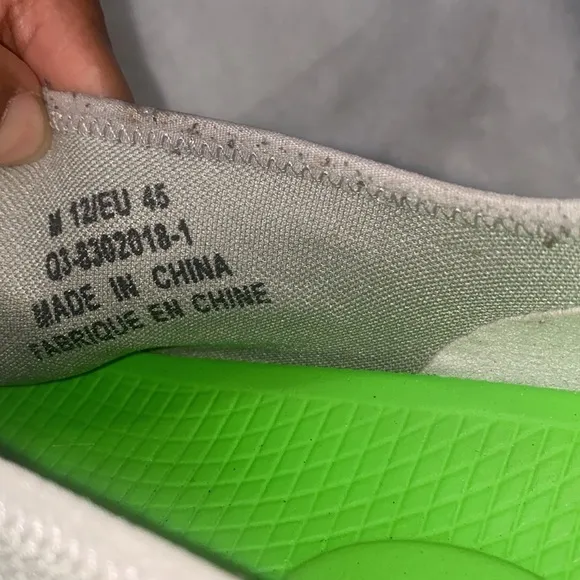 M 12/EU 45
Q3-8302018-1
MADE IN CHINA
FABRIQUE EN CHINE